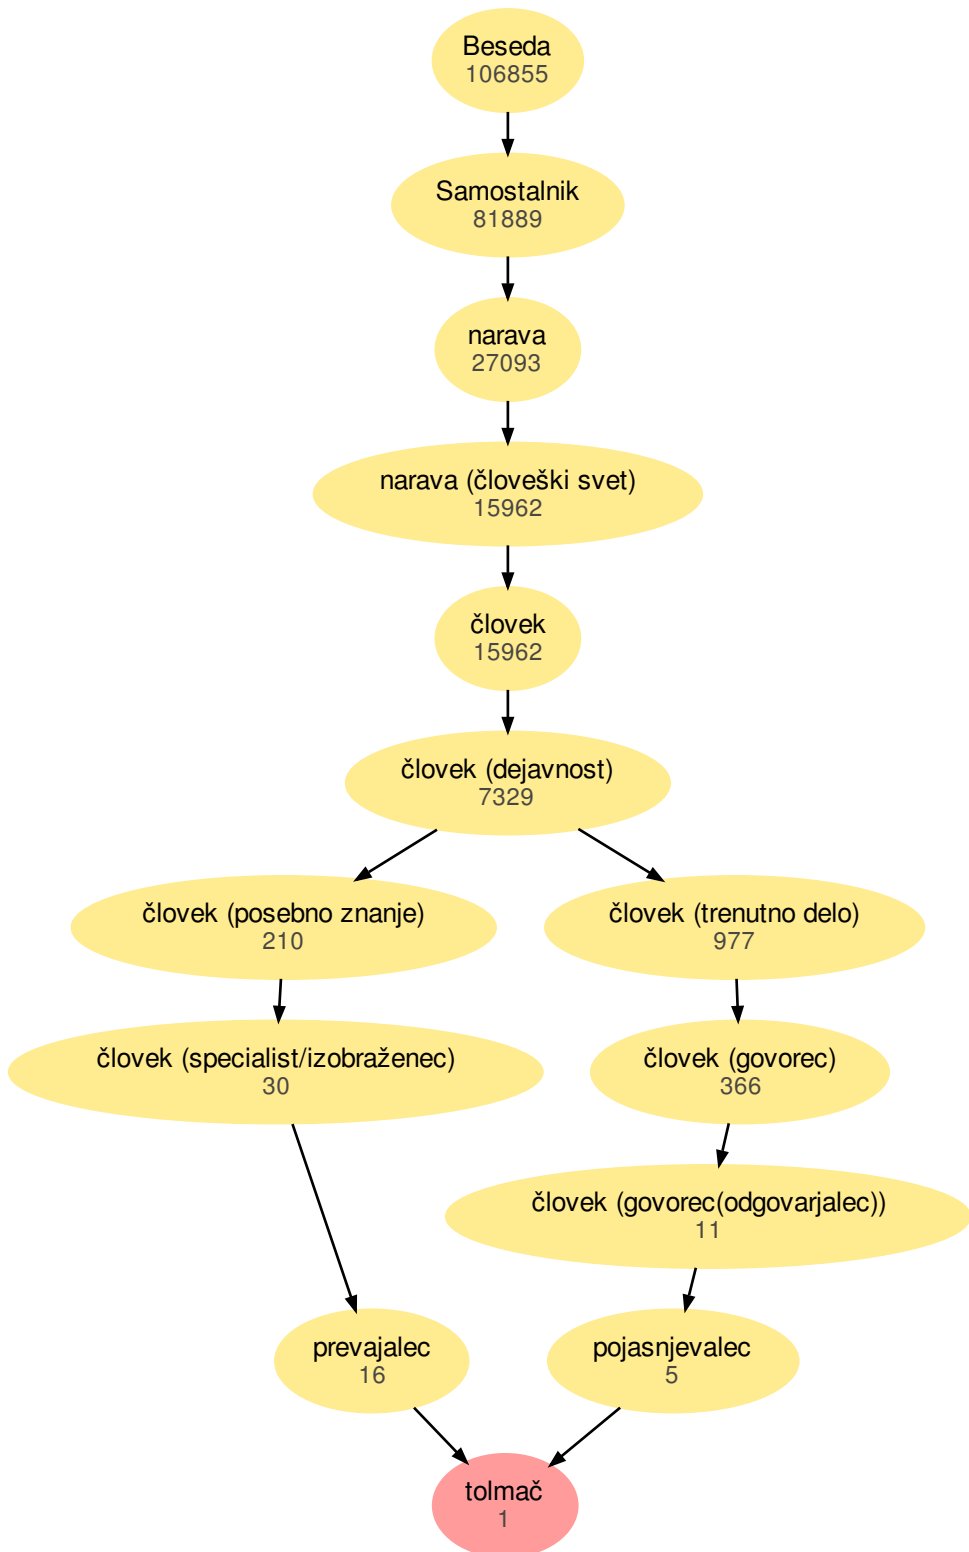 Beseda
106855
Samostalnik
81889
narava
27093
narava (človeški svet)
15962
človek
15962
človek (dejavnost)
7329
človek (posebno znanje)
210
človek (trenutno delo)
977
človek (specialist/izobraženec)
30
človek (govorec)
366
človek (govorec(odgovarjalec))
11
prevajalec
16
pojasnjevalec
5
tolmač
1